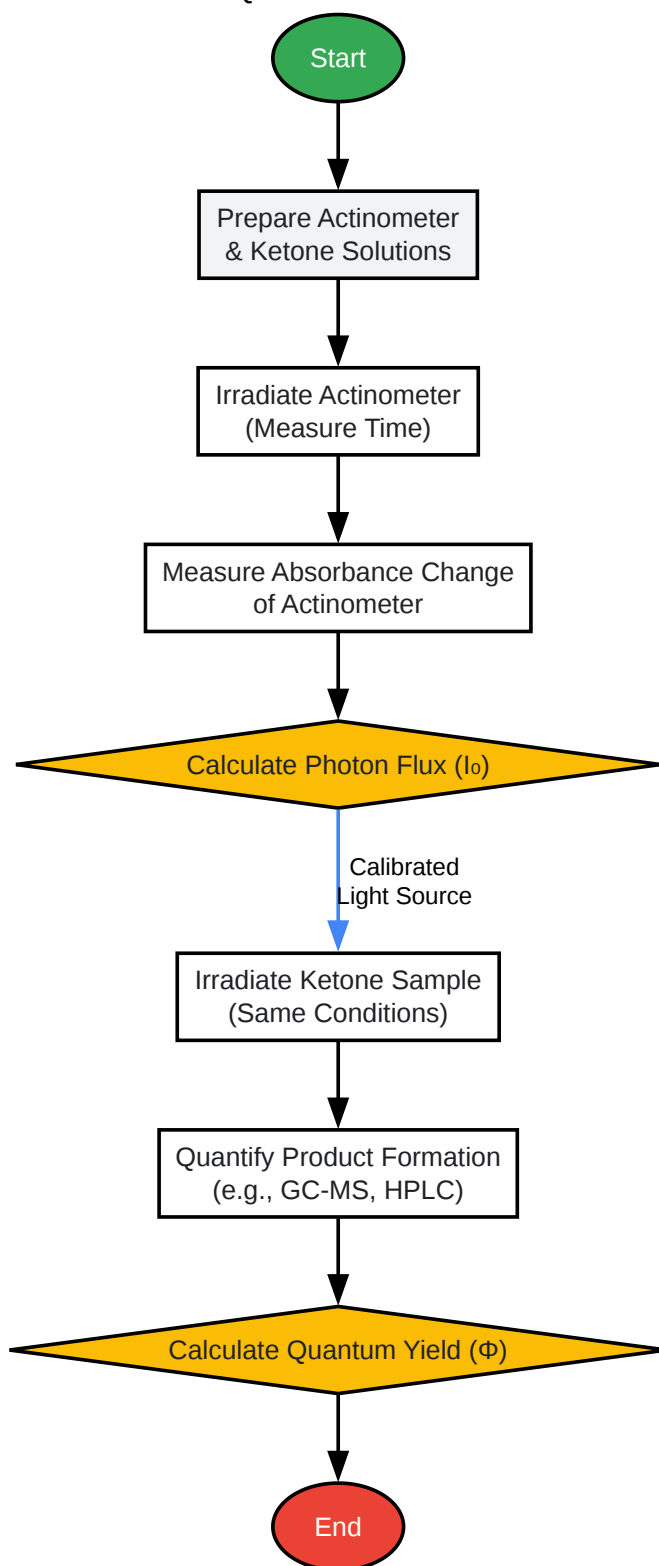 Start
Prepare Actinometer
& Ketone Solutions
Irradiate Actinometer
(Measure Time)
Measure Absorbance Change
of Actinometer
Calculate Photon Flux (I₀)
Calibrated
Light Source
Irradiate Ketone Sample
(Same Conditions)
Quantify Product Formation
(e.g., GC-MS, HPLC)
Calculate Quantum Yield (Φ)
End